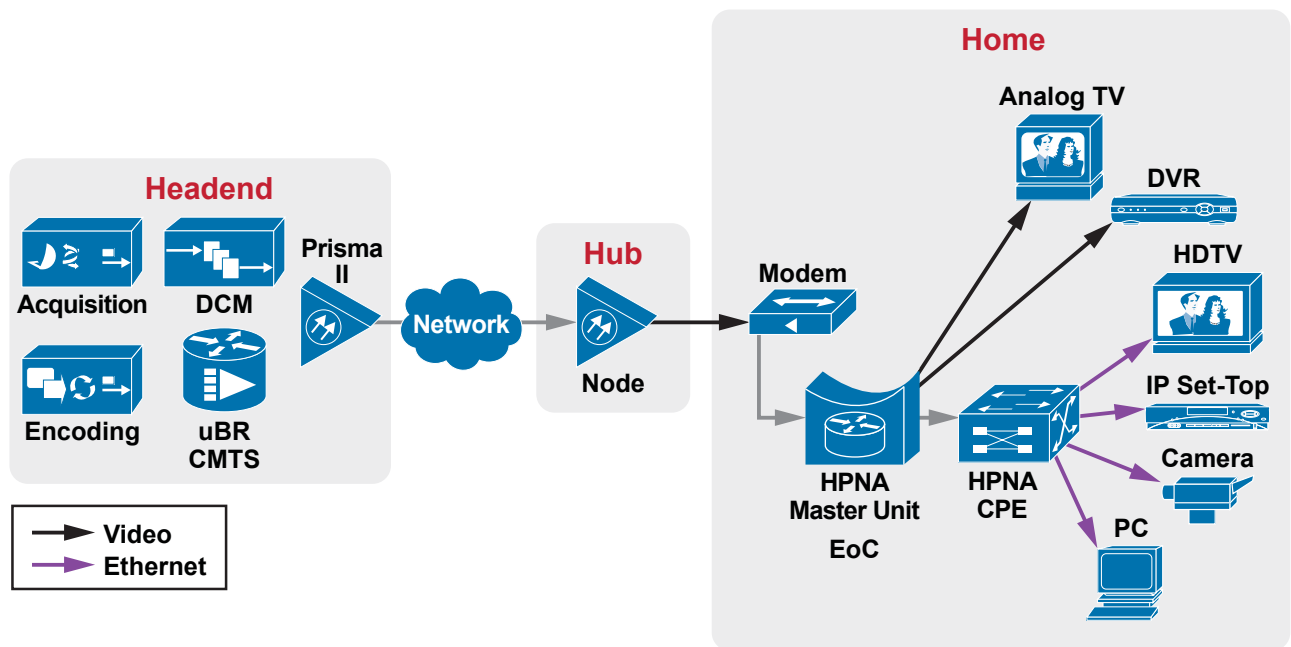 Headend
Acquisition
DCM
Prisma
II
Encoding
uBR
CMTS
Network
Hub
Node
Home
Analog TV
DVR
HDTV
Modem
IP Set-Top
Camera
HPNA
Master Unit
EoC
HPNA
CPE
PC
Video
Ethernet